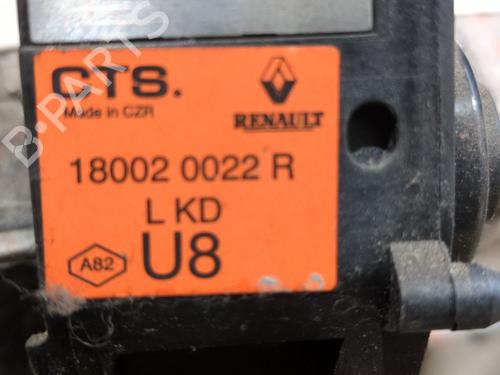 CTS.
Made in CZR
RENAULT
18002 0022 R
L KD
A82
U8
B-PARTS